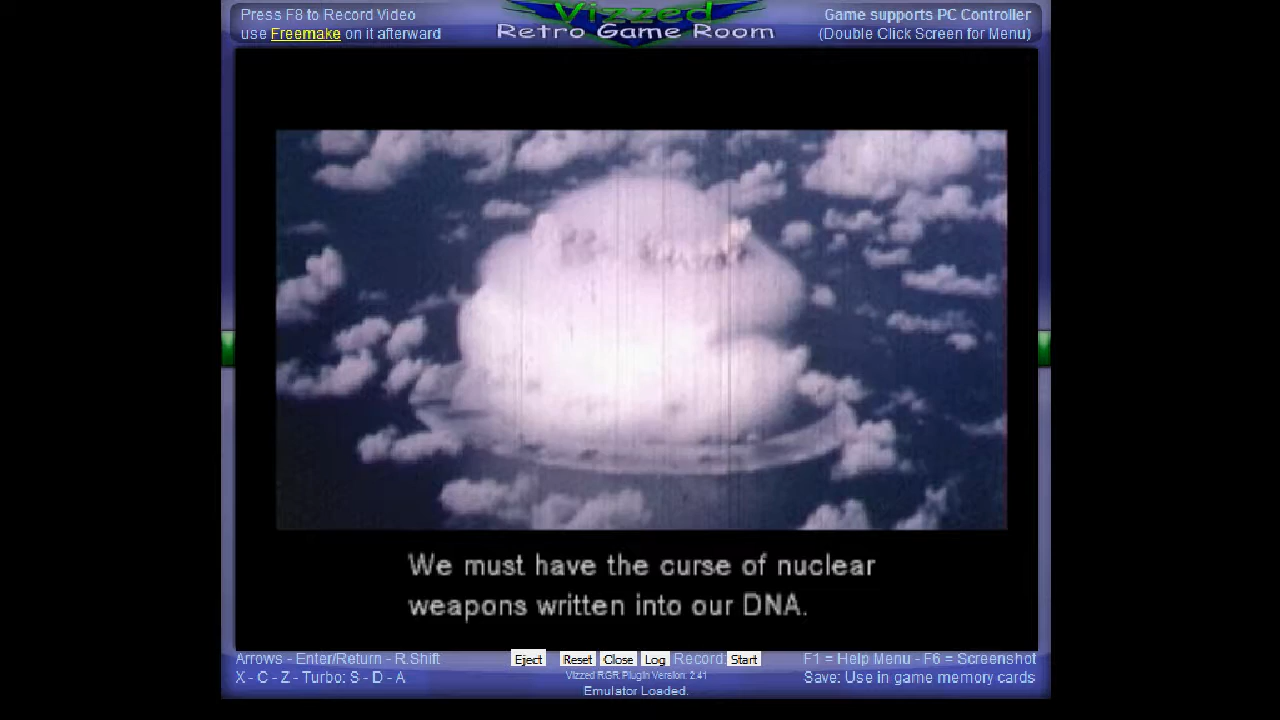 Press F8 to Record Video
use Freemake on it afterward
Vizzed
Retro Game Room
Game supports PC Controller
(Double Click Screen for Menu)
We must have the curse of nuclear
weapons written into our DNA.
Arrows - Enter/Return - R.Shift
X - C - Z - Turbo: S - D - A
Eject Reset Close Log Record: Start
Vizzed RGR Plugin Version: 2.41
Emulator Loaded.
F1 = Help Menu - F6 = Screenshot
Save: Use in game memory cards